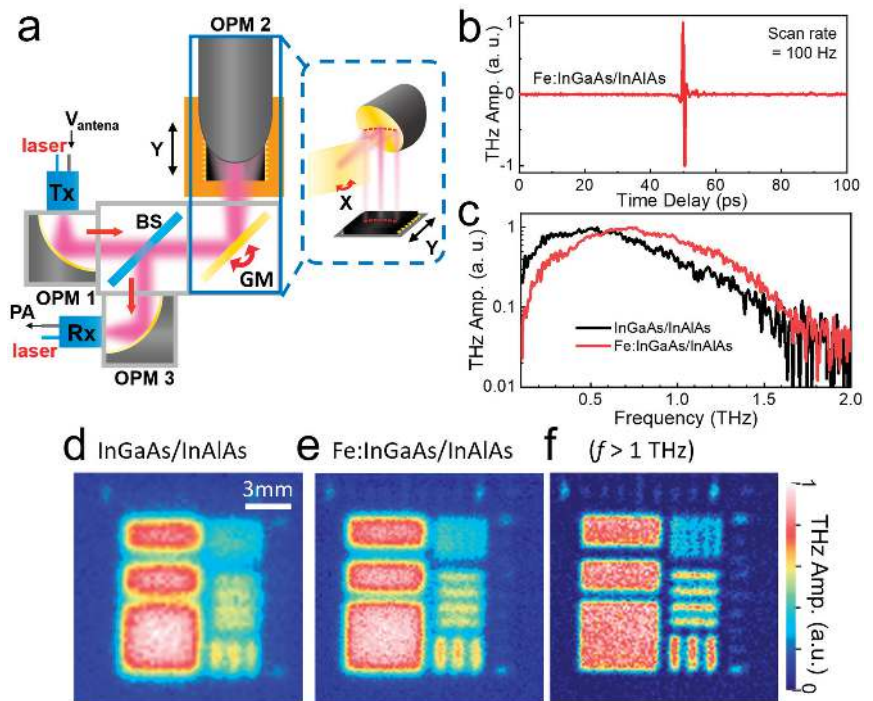 a
OPM 2
V antena
laser
Tx
Y
BS
GM
OPM 1
PA
Rx
laser
OPM 3
X
Y
b
THz Amp. (a. u.)
1
0
-1
Scan rate
= 100 Hz
Fe:InGaAs/InAlAs
0 20 40 60 80 100
Time Delay (ps)
c
THz Amp. (a. u.)
1
0.1
0.01
InGaAs/InAlAs
Fe:InGaAs/InAlAs
0.5 1.0 1.5 2.0
Frequency (THz)
d InGaAs/InAlAs
3mm
e Fe:InGaAs/InAlAs
f (f > 1 THz)
1
0
THz Amp. (a.u.)